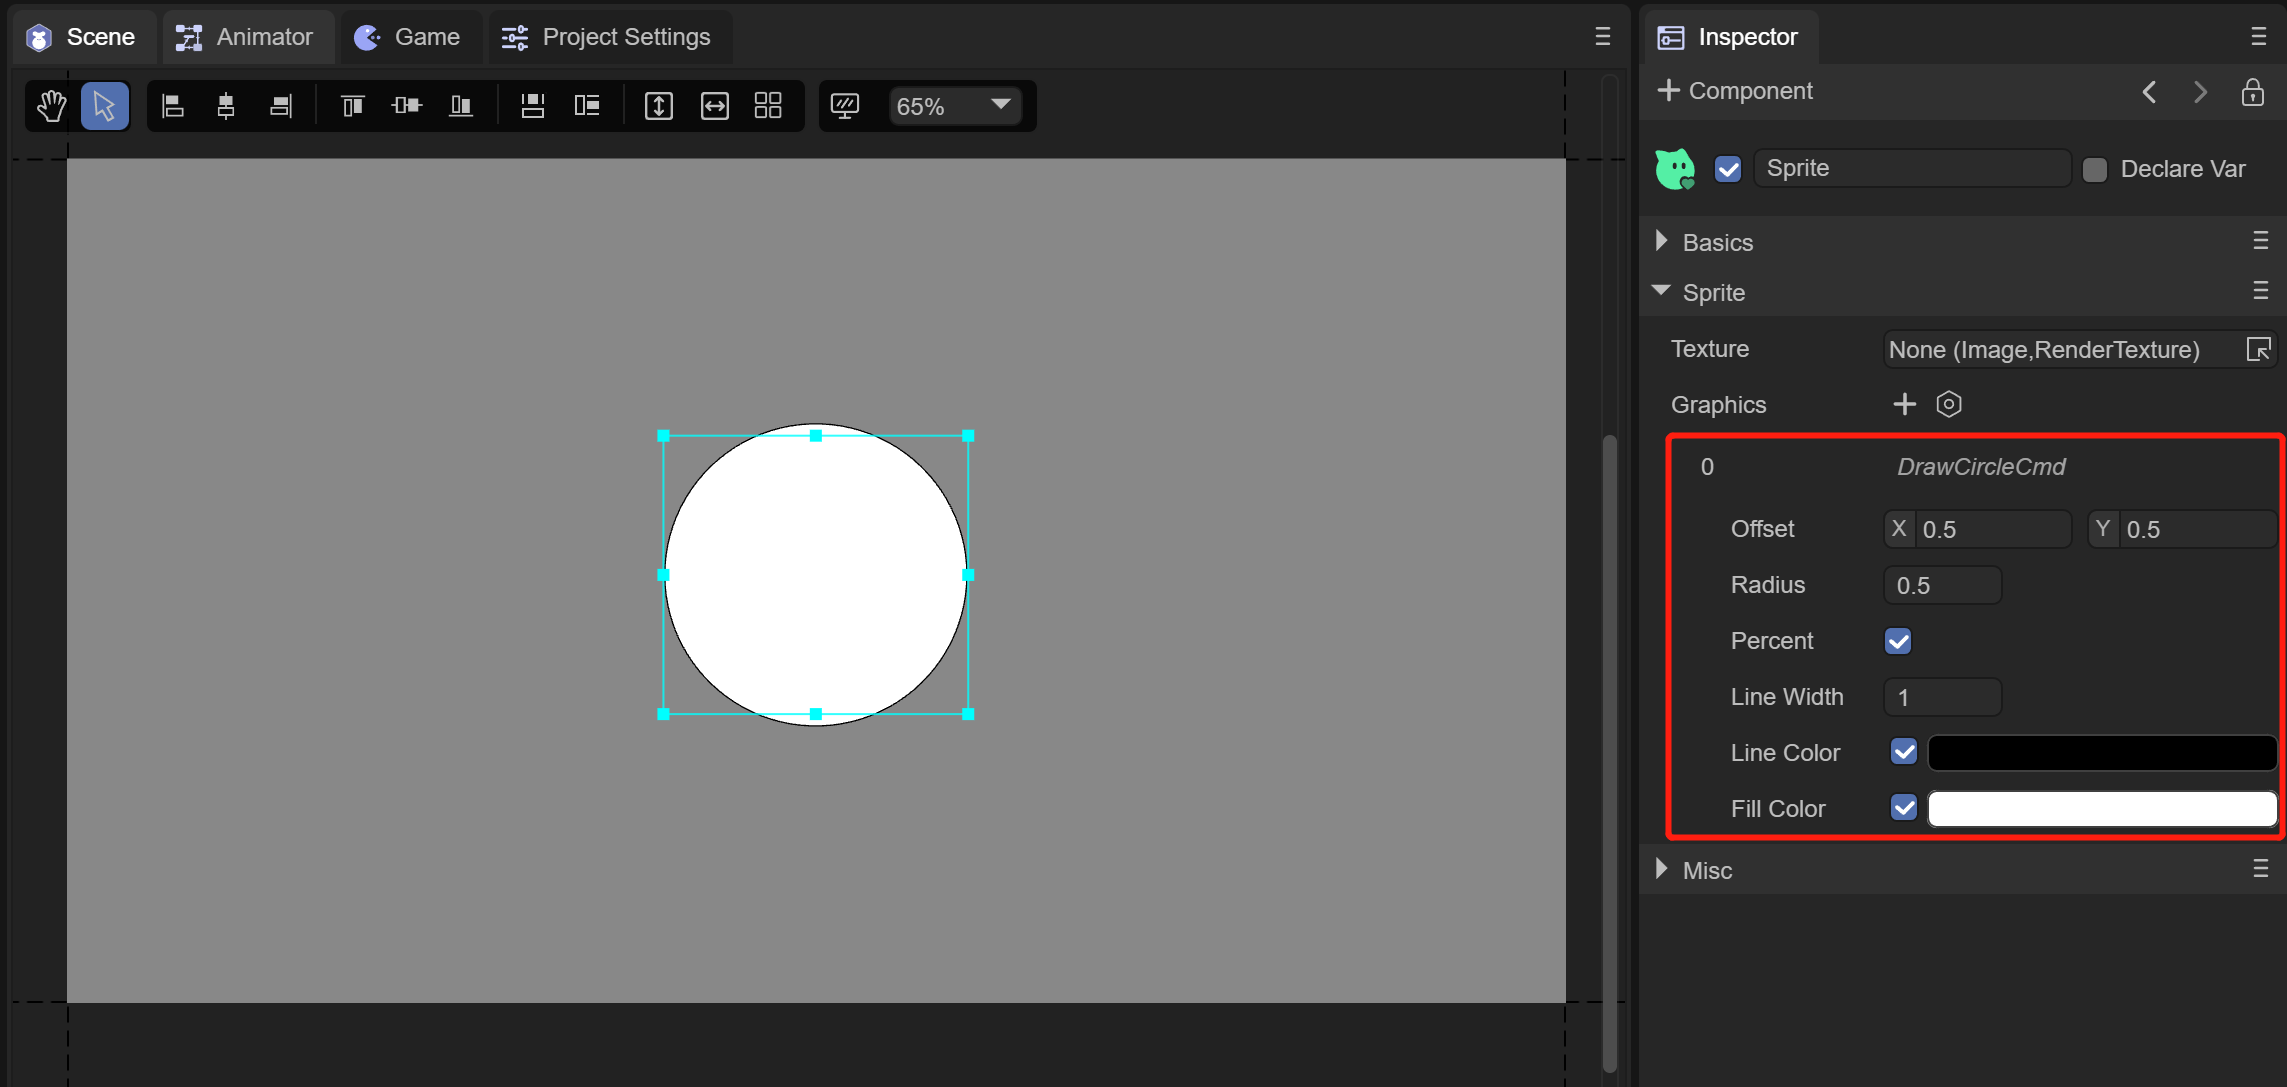 Scene
Animator
Game
Project Settings
65%
Inspector
Component
Sprite
Declare Var
Basics
Sprite
Texture
None (Image,RenderTexture)
Graphics
0
DrawCircleCmd
Offset
X 0.5
Y 0.5
Radius
0.5
Percent
Line Width
1
Line Color
Fill Color
Misc